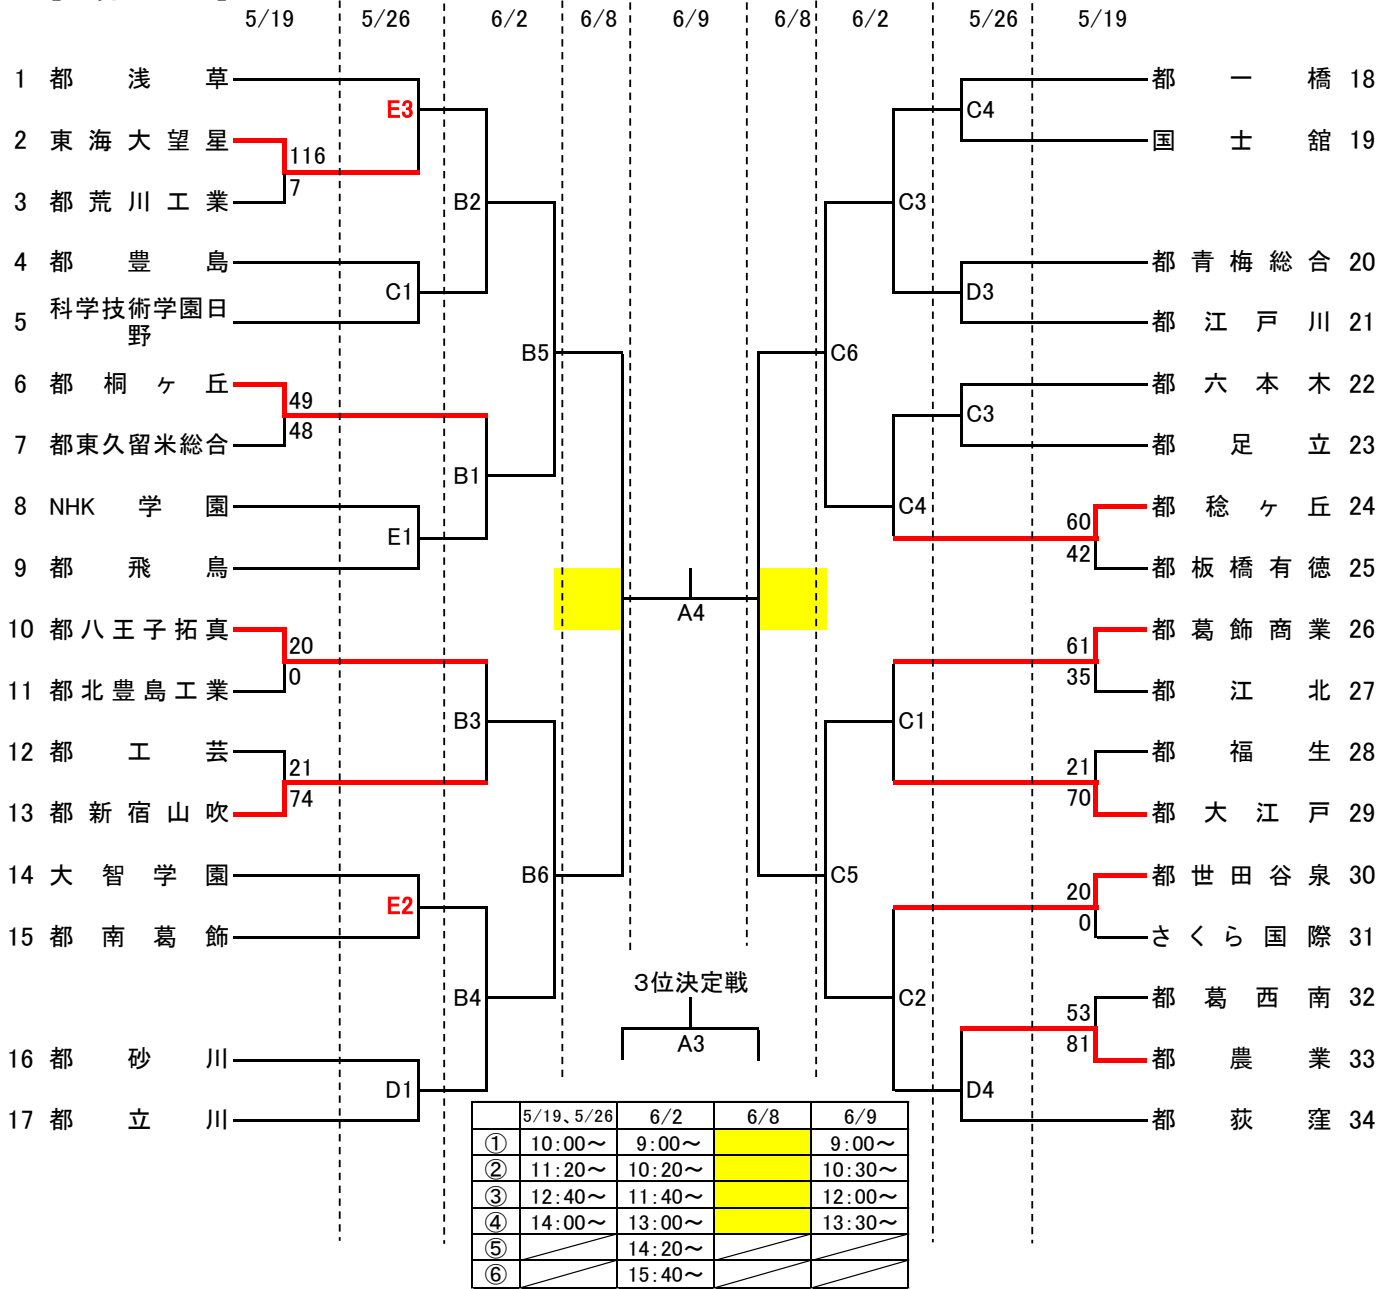 5/19 5/26 6/2 6/8 6/9 6/8 6/2 5/26 5/19
1 都浅草
2 東海大望星
3 都荒川工業
4 都豊島
5 科学技術学園日
野
6 都桐ヶ丘
7 都東久留米総合
8 NHK学園
9 都飛鳥
10 都八王子拓真
11 都北豊島工業
12 都工芸
13 都新宿山吹
14 大智学園
15 都南葛飾
16 都砂川
17 都立川
116
7
49
48
20
0
21
74
E3
C1
E1
E2
D1
B2
B1
B3
B4
B5
B6
A4
3位決定戦
A3
C6
C5
C3
C4
C1
C2
C4
D3
C3
D4
60
42
61
35
21
70
20
0
53
81
都一橋 18
国士舘 19
都青梅総合 20
都江戸川 21
都六本木 22
都足立 23
都稔ヶ丘 24
都板橋有徳 25
都葛飾商業 26
都江北 27
都福生 28
都大江戸 29
都世田谷泉 30
さくら国際 31
都葛西南 32
都農業 33
都荻窪 34
5/19、5/26 6/2 6/8 6/9
① 10:00～ 9:00～ 9:00～
② 11:20～ 10:20～ 10:30～
③ 12:40～ 11:40～ 12:00～
④ 14:00～ 13:00～ 13:30～
⑤ 14:20～
⑥ 15:40～